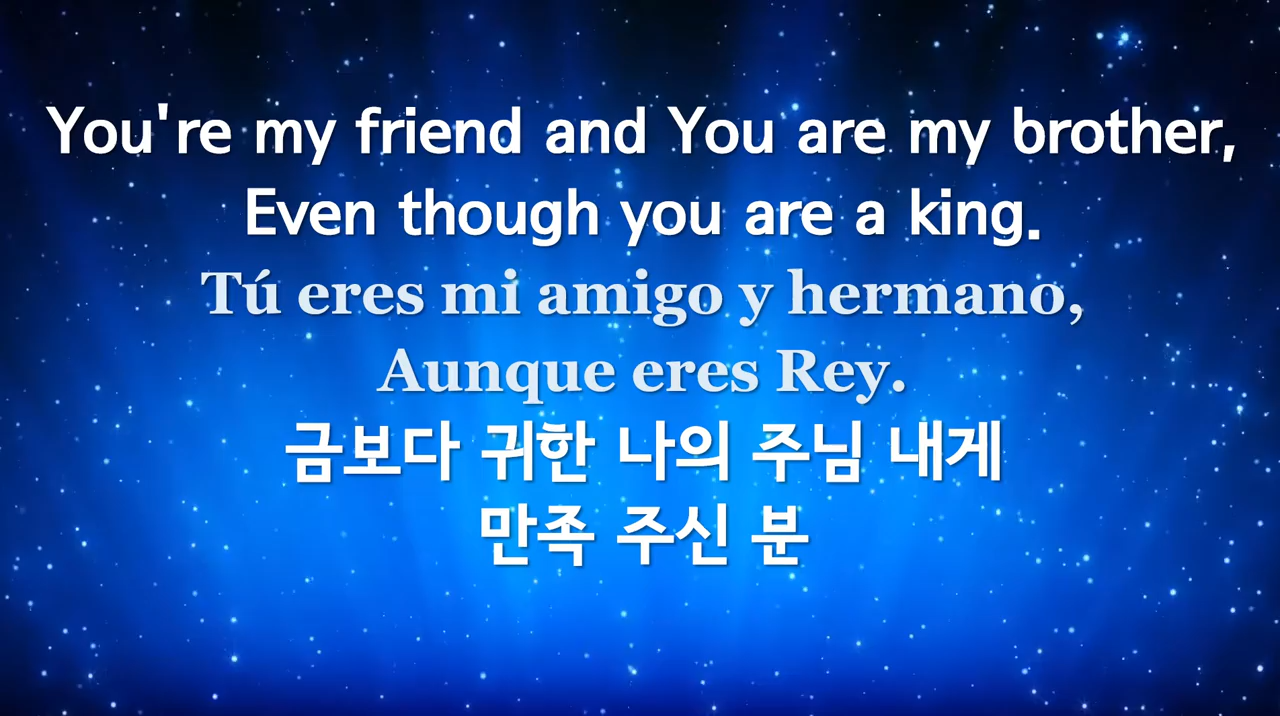 You're my friend and You are my brother,
Even though you are a king.
Tú eres mi amigo y hermano,
Aunque eres Rey.
금보다 귀한 나의 주님 내게
만족 주신 분